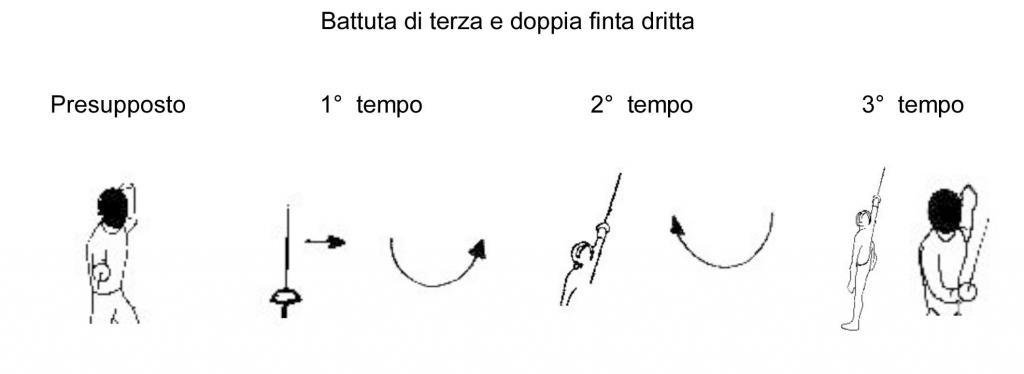 Battuta di terza e doppia finta dritta
Presupposto 1° tempo 2° tempo 3° tempo